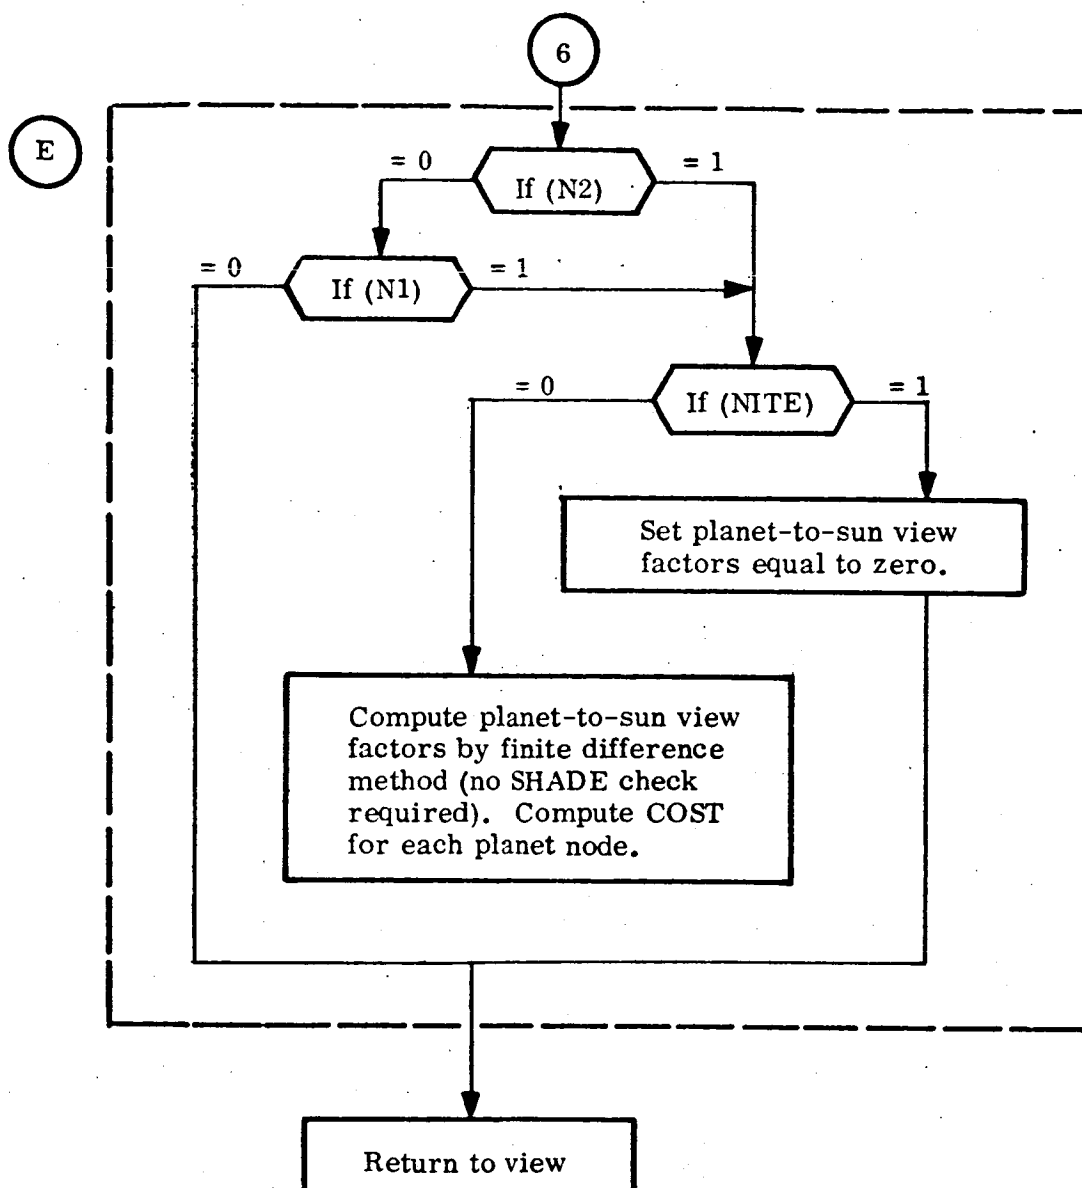 6
E
= 0
= 1
If (N2)
= 0
= 1
If (N1)
= 0
= 1
If (NITE)
Set planet-to-sun view
factors equal to zero.
Compute planet-to-sun view
factors by finite difference
method (no SHADE check
required). Compute COST
for each planet node.
Return to view